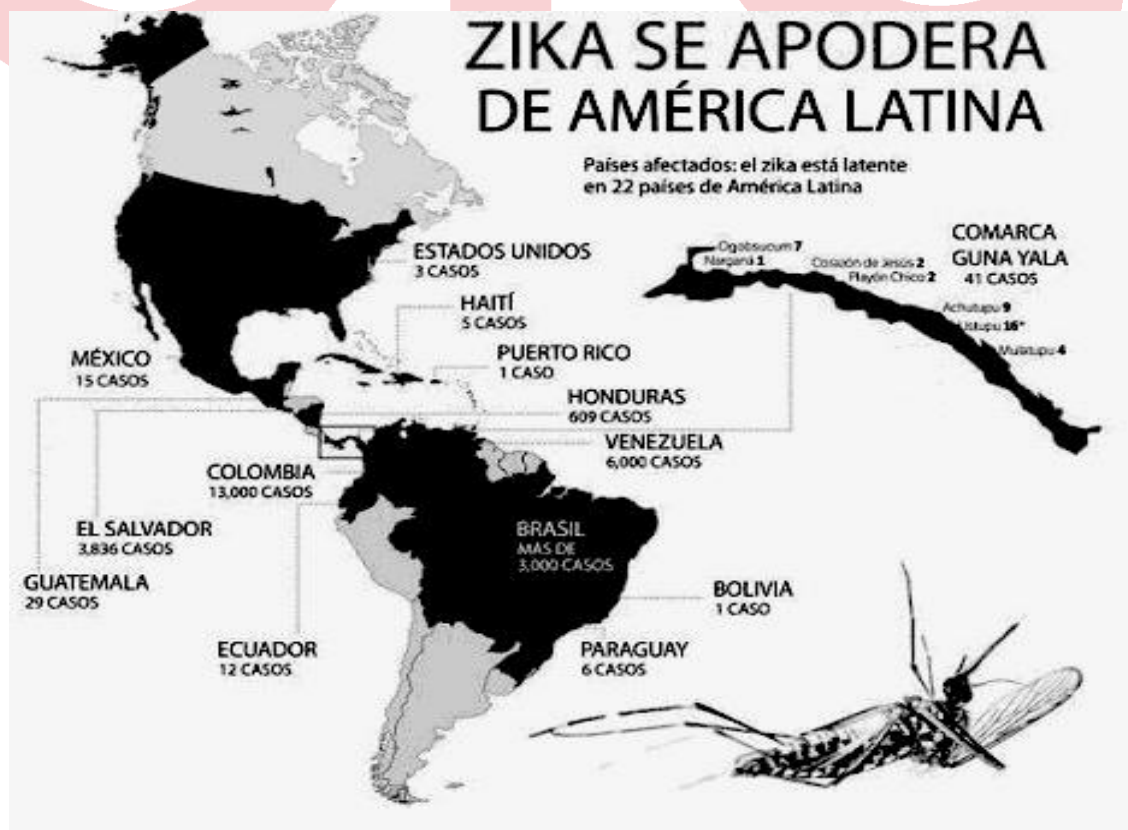 ZIKA SE APODERA
DE AMÉRICA LATINA
Países afectados: el zika está latente
en 22 países de América Latina
COMARCA
GUNA YALA
41 CASOS
Ogobsucum 7
Narganá 1
Corazón de Jesús 2
Playón Chico 2
Achutupu 9
Ustupu 16*
Mulatupu 4
ESTADOS UNIDOS
3 CASOS
HAITÍ
5 CASOS
PUERTO RICO
1 CASO
MÉXICO
15 CASOS
HONDURAS
609 CASOS
VENEZUELA
6,000 CASOS
COLOMBIA
13,000 CASOS
EL SALVADOR
3,836 CASOS
BRASIL
MÁS DE
3,000 CASOS
GUATEMALA
29 CASOS
BOLIVIA
1 CASO
ECUADOR
12 CASOS
PARAGUAY
6 CASOS